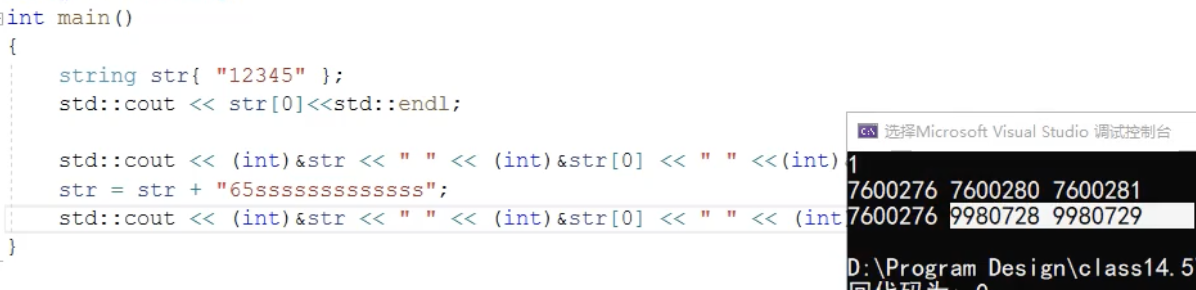 int main()
{
string str{ "12345" };
std::cout << str[0]<<std::endl;
std::cout << (int)&str << " " << (int)&str[0] << " " <<(int)
str = str + "65sssssssssssss";
std::cout << (int)&str << " " << (int)&str[0] << " " << (int
}
选择Microsoft Visual Studio 调试控制台
1
7600276 7600280 7600281
7600276 9980728 9980729
D:\Program Design\class14.5